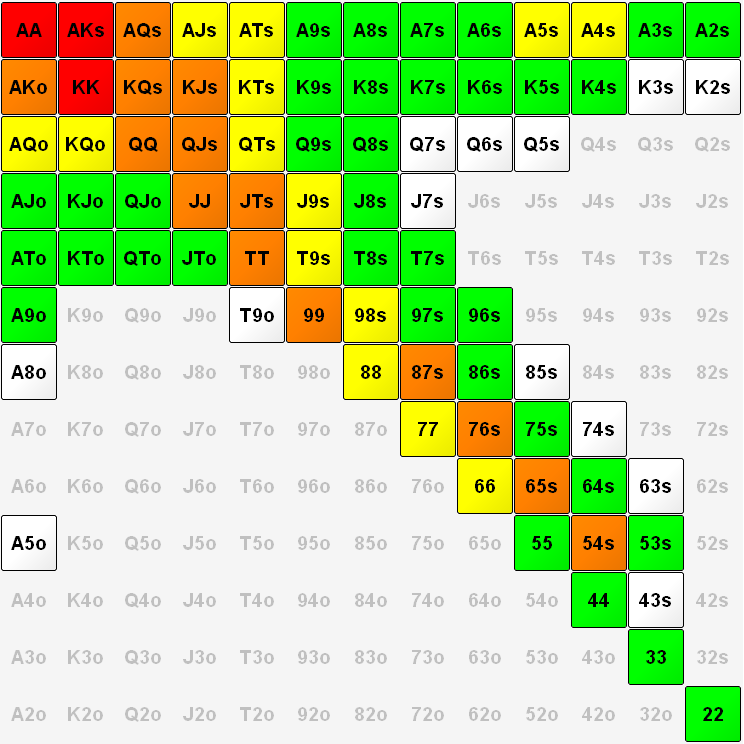 AA AKs AQs AJs ATs A9s A8s A7s A6s A5s A4s A3s A2s
AKo KK KQs KJs KTs K9s K8s K7s K6s K5s K4s K3s K2s
AQo KQo QQ QJs QTs Q9s Q8s Q7s Q6s Q5s Q4s Q3s Q2s
AJo KJo QJo JJ JTs J9s J8s J7s J6s J5s J4s J3s J2s
ATo KTo QTo JTo TT T9s T8s T7s T6s T5s T4s T3s T2s
A9o K9o Q9o J9o T9o 99 98s 97s 96s 95s 94s 93s 92s
A8o K8o Q8o J8o T8o 98o 88 87s 86s 85s 84s 83s 82s
A7o K7o Q7o J7o T7o 97o 87o 77 76s 75s 74s 73s 72s
A6o K6o Q6o J6o T6o 96o 86o 76o 66 65s 64s 63s 62s
A5o K5o Q5o J5o T5o 95o 85o 75o 65o 55 54s 53s 52s
A4o K4o Q4o J4o T4o 94o 84o 74o 64o 54o 44 43s 42s
A3o K3o Q3o J3o T3o 93o 83o 73o 63o 53o 43o 33 32s
A2o K2o Q2o J2o T2o 92o 82o 72o 62o 52o 42o 32o 22